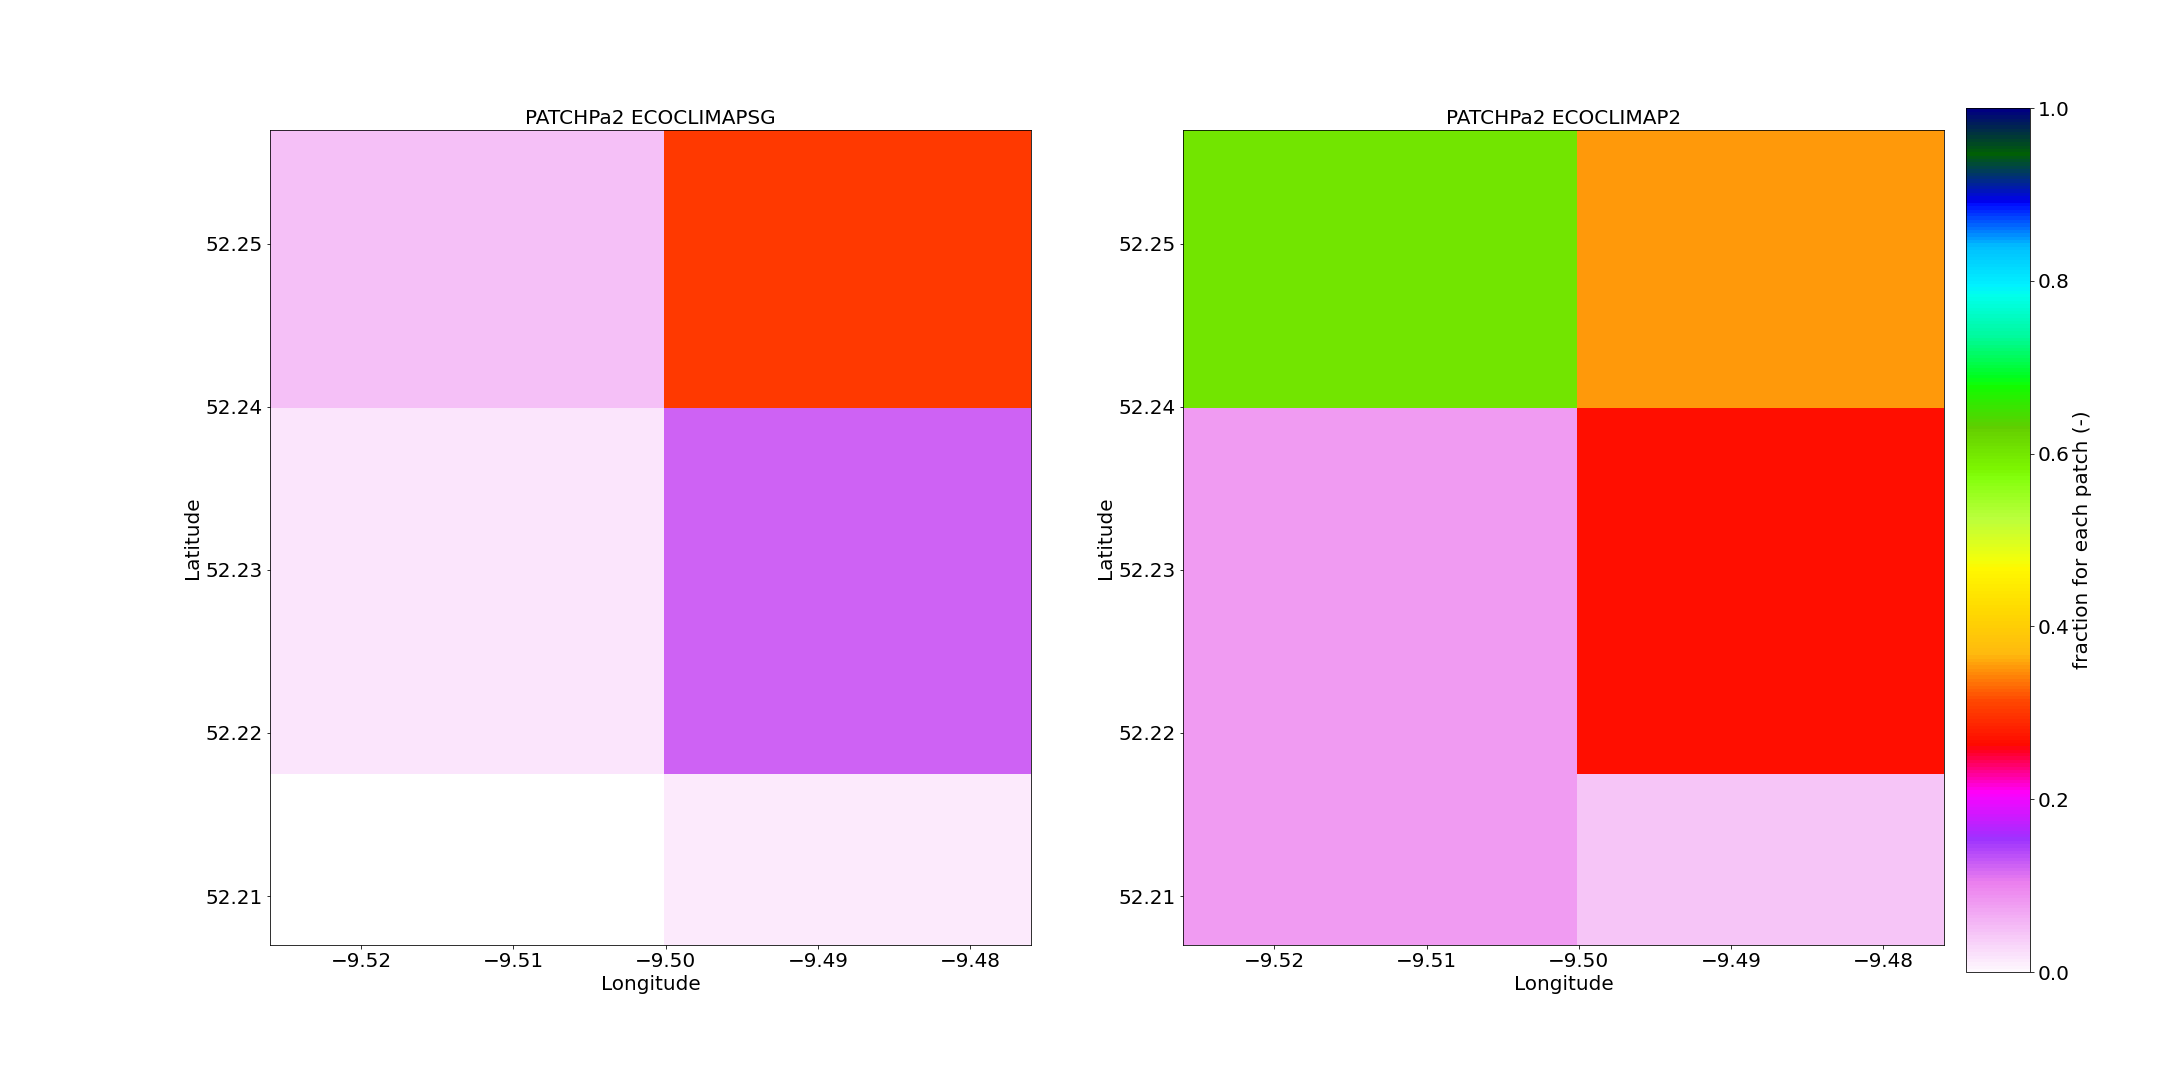 PATCHPa2 ECOCLIMAPSG
52.25
52.24
52.23
52.22
52.21
Latitude
−9.52 −9.51 −9.50 −9.49 −9.48
Longitude
PATCHPa2 ECOCLIMAP2
52.25
52.24
52.23
52.22
52.21
Latitude
−9.52 −9.51 −9.50 −9.49 −9.48
Longitude
1.0
0.8
0.6
0.4
0.2
0.0
fraction for each patch (-)